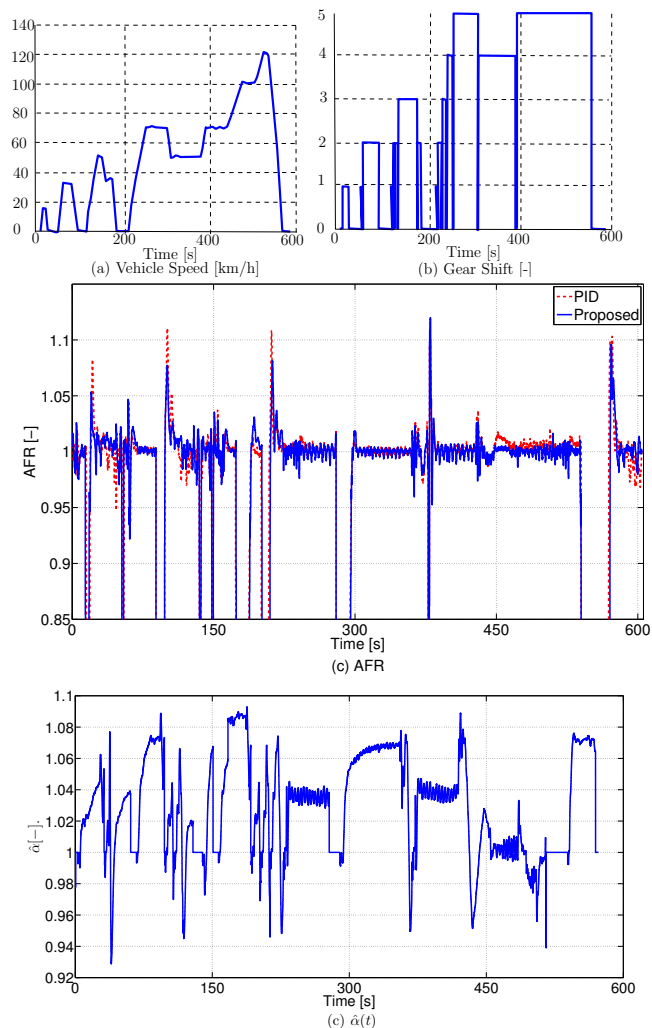 140
120
100
80
60
40
20
0
0 200 400 600
Time [s]
(a) Vehicle Speed [km/h]
5
4
3
2
1
0
0 200 400 600
Time [s]
(b) Gear Shift [-]
PID
Proposed
1.1
1.05
1
0.95
0.9
0.85
AFR [-]
0 150 300 450 600
Time [s]
(c) AFR
1.1
1.08
1.06
1.04
1.02
1
0.98
0.96
0.94
0.92
α̂[−].
0 150 300 450 600
Time [s]
(c) α̂(t)